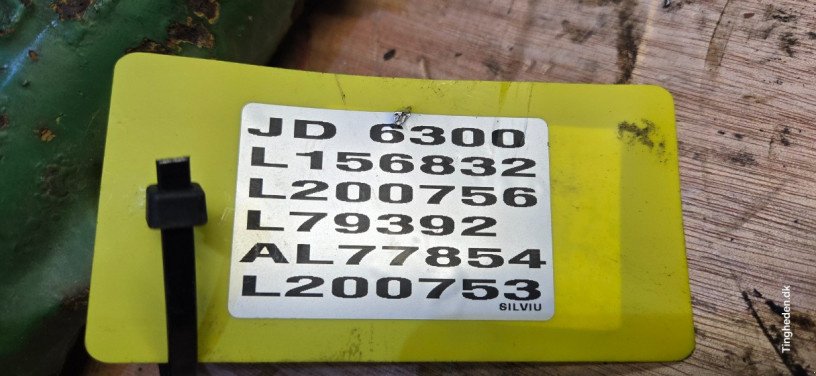 JD 6300
L156832
L200756
L79392
AL77854
L200753
SILVIU
Tingheden.dk